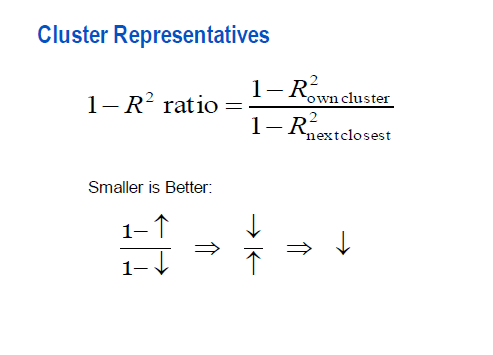 Cluster Representatives
1 – R² ratio = (1 – R²own cluster) / (1 – R²nextclosest)
Smaller is Better:
(1– ↑) / (1– ↓) ⇒ ↓ / ↑ ⇒ ↓